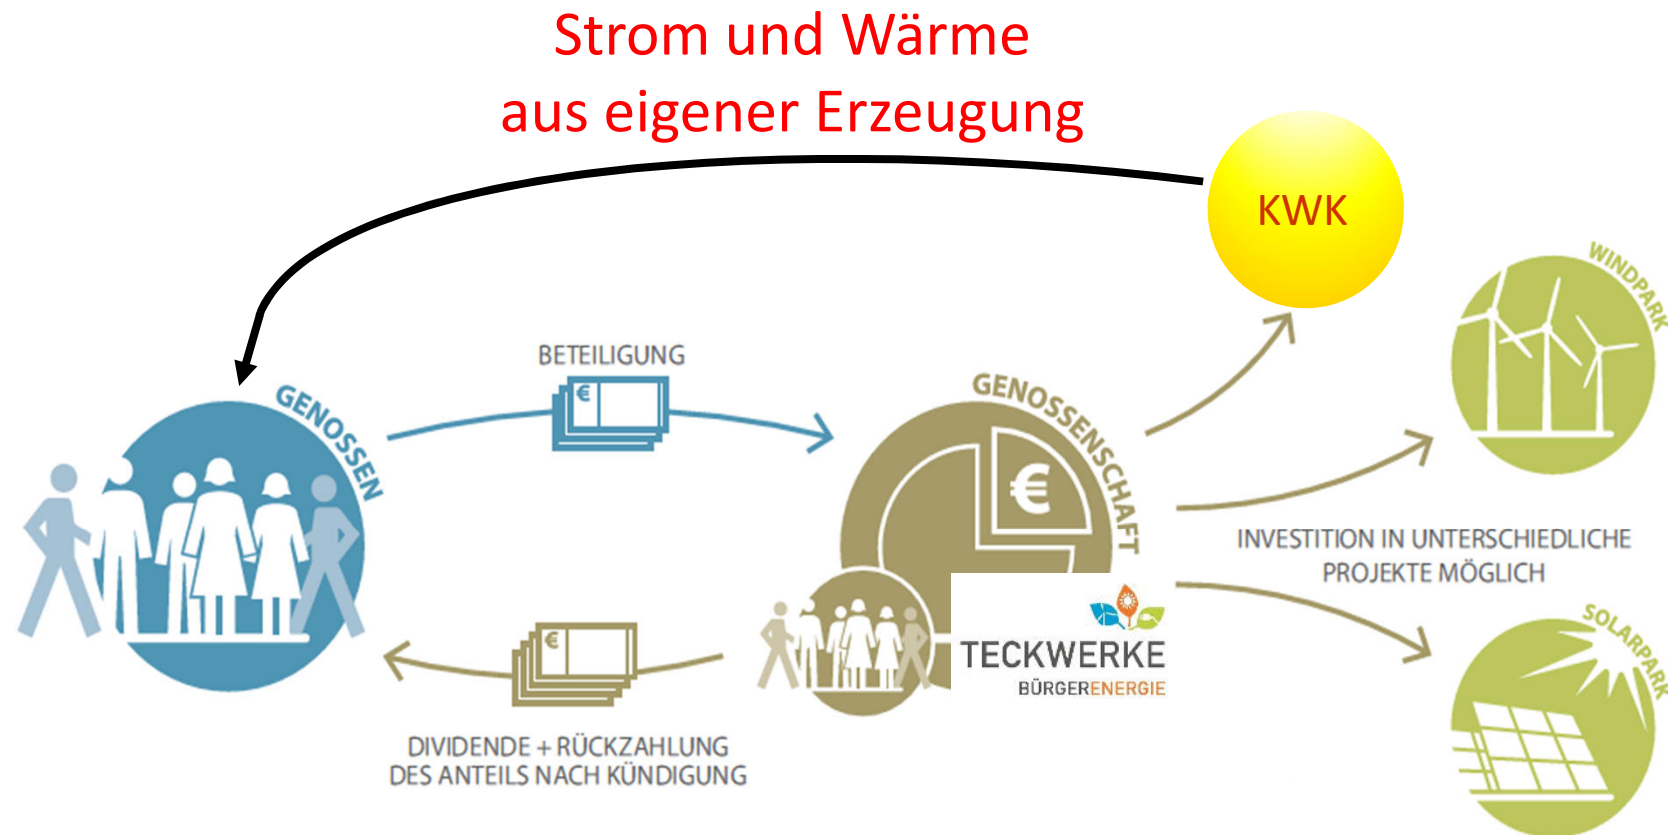 Strom und Wärme
aus eigener Erzeugung
KWK
WINDPARK
BETEILIGUNG
€
GENOSSEN
GENOSSENSCHAFT
€
INVESTITION IN UNTERSCHIEDLICHE
PROJEKTE MÖGLICH
SOLARPARK
TECKWERKE
BÜRGERENERGIE
€
DIVIDENDE + RÜCKZAHLUNG
DES ANTEILS NACH KÜNDIGUNG